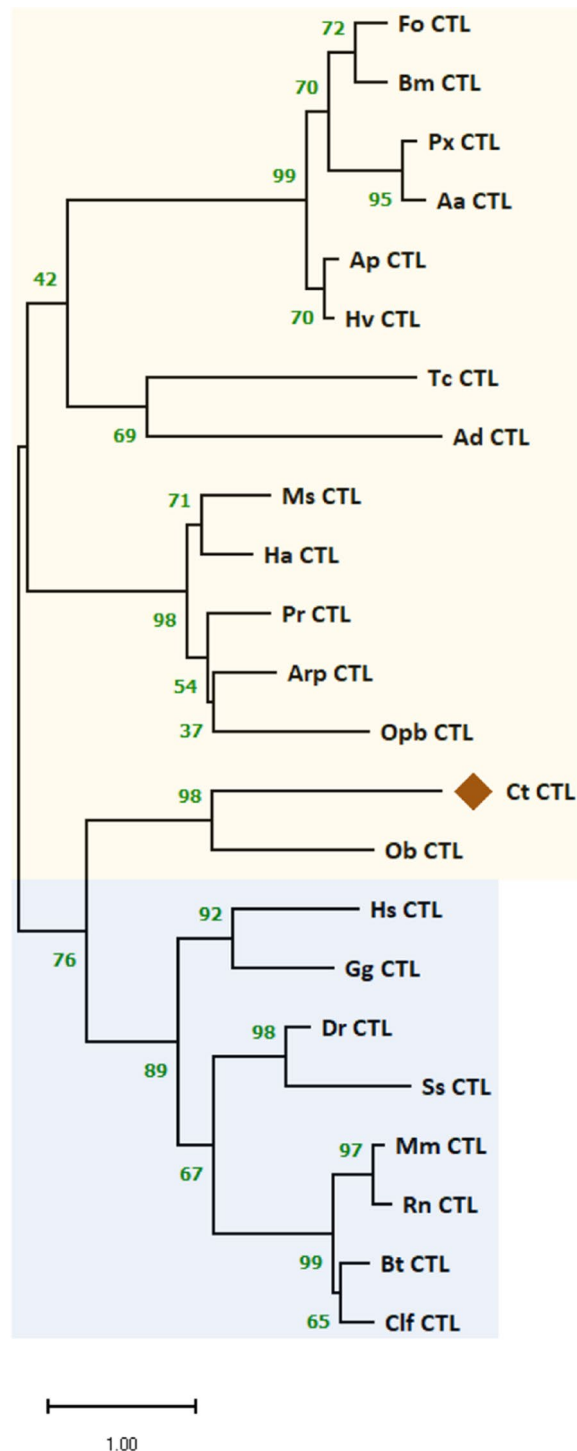 72
Fo CTL
Bm CTL
70
Px CTL
99
95
Aa CTL
Ap CTL
42
70
Hv CTL
Tc CTL
69
Ad CTL
71
Ms CTL
Ha CTL
98
Pr CTL
54
Arp CTL
37
Opb CTL
98
Ct CTL
Ob CTL
92
Hs CTL
76
Gg CTL
98
Dr CTL
89
Ss CTL
97
Mm CTL
67
Rn CTL
99
Bt CTL
65
Clf CTL
1.00